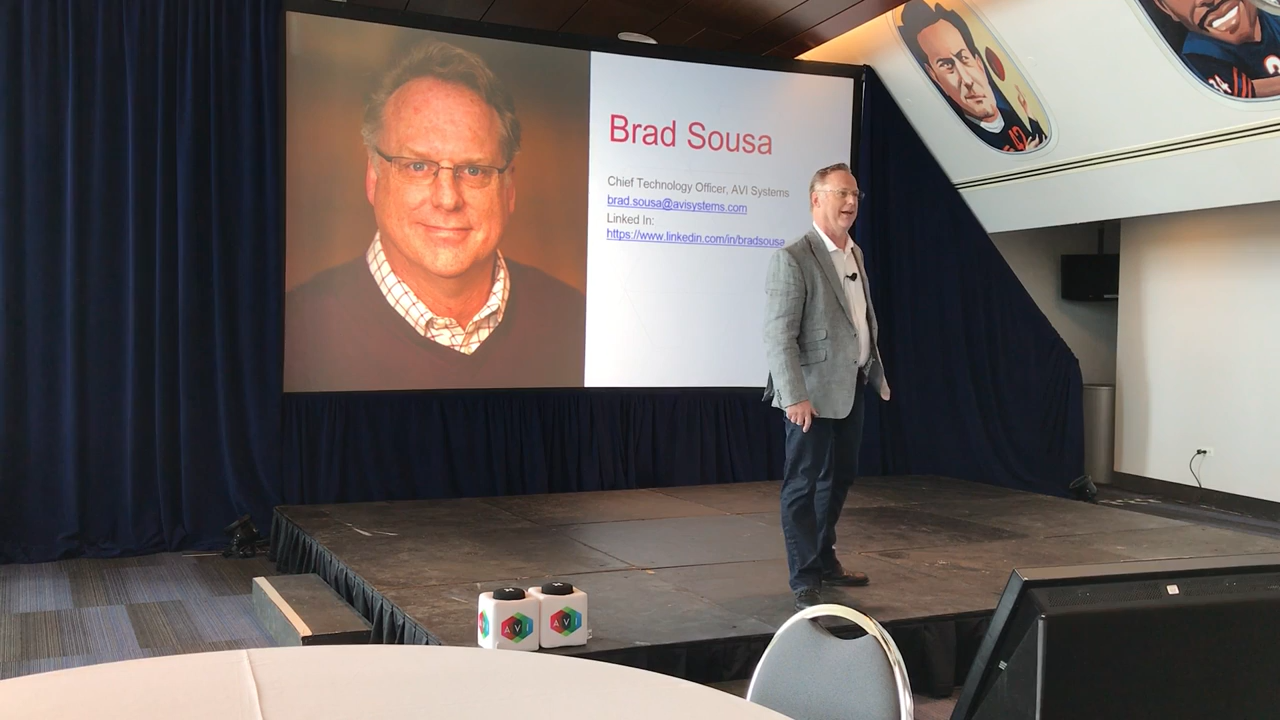 Brad Sousa
Chief Technology Officer, AVI Systems
brad.sousa@avisystems.com
Linked In:
https://www.linkedin.com/in/bradsousa
AVI
AVI